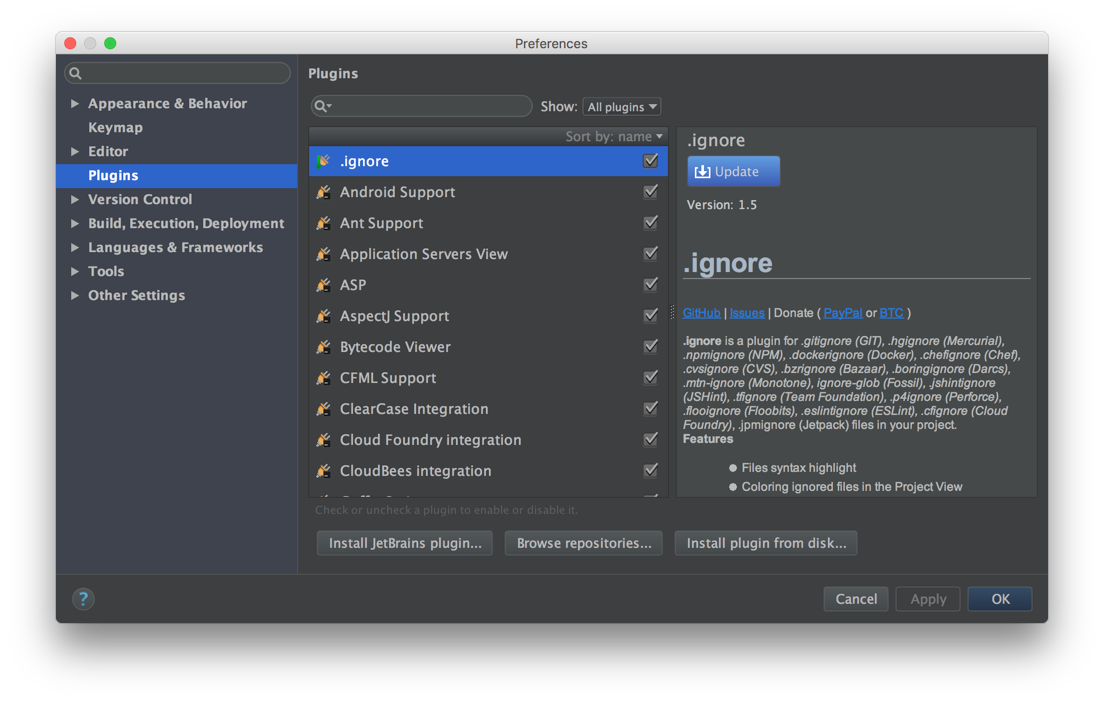 Preferences
Appearance & Behavior
Keymap
Editor
Plugins
Version Control
Build, Execution, Deployment
Languages & Frameworks
Tools
Other Settings
Plugins
Show: All plugins
Sort by: name
.ignore
Android Support
Ant Support
Application Servers View
ASP
AspectJ Support
Bytecode Viewer
CFML Support
ClearCase Integration
Cloud Foundry integration
CloudBees integration
Check or uncheck a plugin to enable or disable it.
Install JetBrains plugin...
Browse repositories...
Install plugin from disk...
.ignore
Update
Version: 1.5
.ignore
GitHub | Issues | Donate ( PayPal or BTC )
.ignore is a plugin for .gitignore (GIT), .hgignore (Mercurial),
.npmignore (NPM), .dockerignore (Docker), .chefignore (Chef),
.cvsignore (CVS), .bzrignore (Bazaar), .boringignore (Darcs),
.mtn-ignore (Monotone), ignore-glob (Fossil), .jshintignore
(JSHint), .tfignore (Team Foundation), .p4ignore (Perforce),
.flooignore (Floobits), .eslintignore (ESLint), .cfignore (Cloud
Foundry), .jpmignore (Jetpack) files in your project.
Features
● Files syntax highlight
● Coloring ignored files in the Project View
?
Cancel
Apply
OK